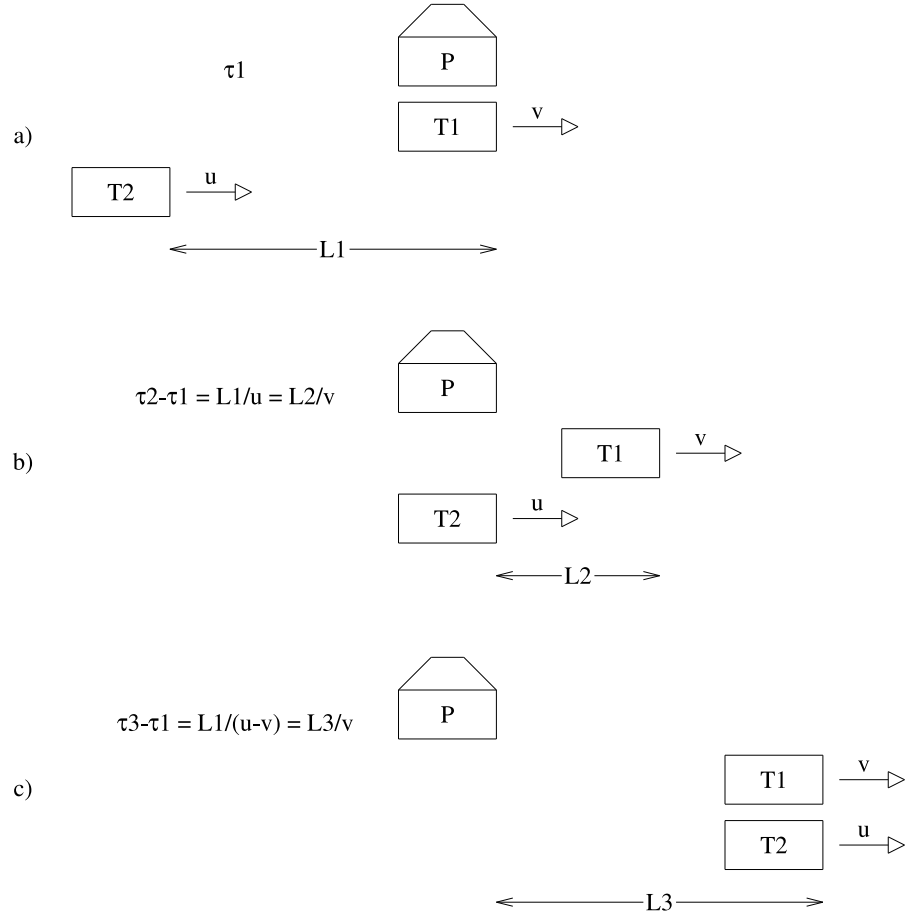 P
τ1
T1
v
a)
T2
u
L1
P
τ2-τ1 = L1/u = L2/v
T1
v
b)
T2
u
L2
P
τ3-τ1 = L1/(u-v) = L3/v
T1
v
c)
T2
u
L3